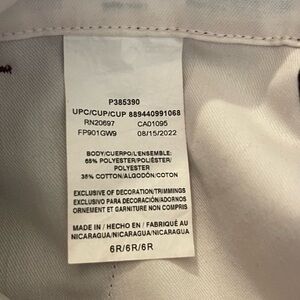 P385390
UPC/CUP/CUP 889440991068
RN20697 CA01095
FP901GW9 08/15/2022
BODY/CUERPO/L'ENSEMBLE:
65% POLYESTER/POLIÉSTER/
POLYESTER
35% COTTON/ALGODÓN/COTON
EXCLUSIVE OF DECORATION/TRIMMINGS
EXCLUSIVO PARA DECORACIÓN/ADORNOS
ORNEMENT ET GARNITURE NON COMPRIS
MADE IN / HECHO EN / FABRIQUÉ AU
NICARAGUA/NICARAGUA/NICARAGUA
6R/6R/6R